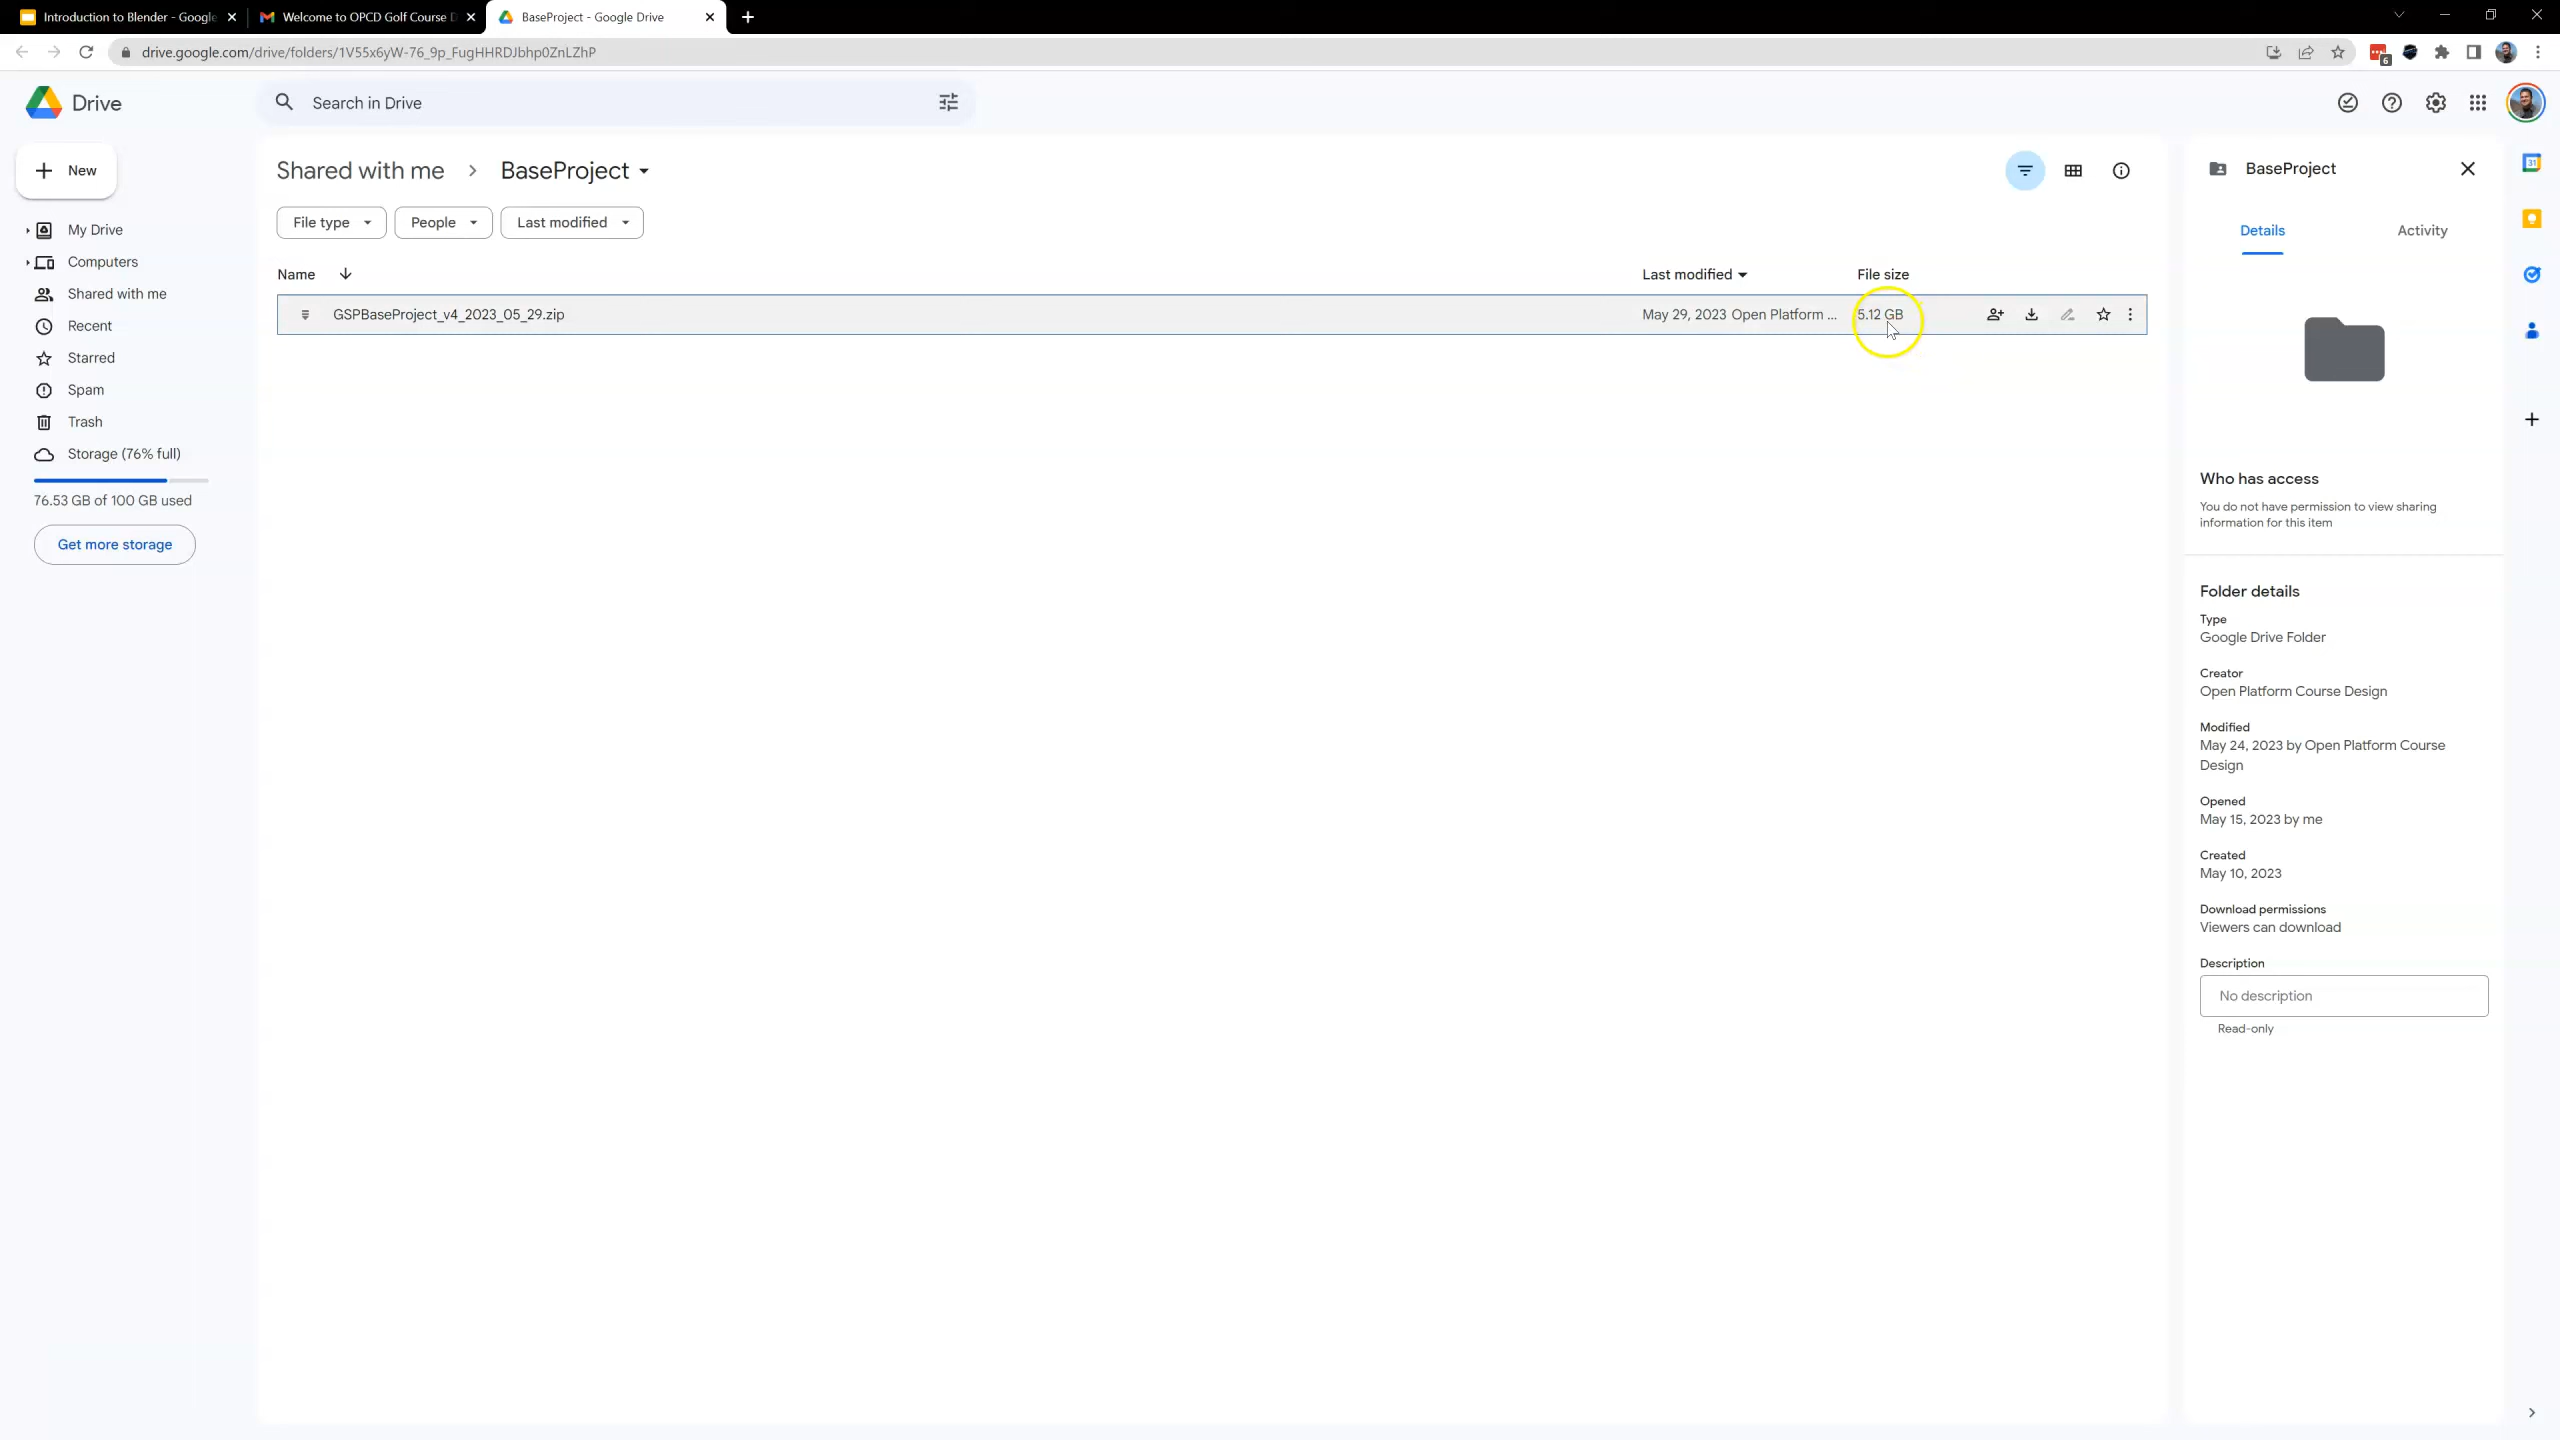 Introduction to Blender - Google
Welcome to OPCD Golf Course D
BaseProject - Google Drive
drive.google.com/drive/folders/1V55x6yW-76_9p_FugHHRDJbhp0ZnLZhP
6
Drive
Search in Drive
New
My Drive
Computers
Shared with me
Recent
Starred
Spam
Trash
Storage (76% full)
76.53 GB of 100 GB used
Get more storage
Shared with me
BaseProject
File type
People
Last modified
Name
Last modified
File size
GSPBaseProject_v4_2023_05_29.zip
May 29, 2023 Open Platform ...
5.12 GB
BaseProject
Details
Activity
Who has access
You do not have permission to view sharing
information for this item
Folder details
Type
Google Drive Folder
Creator
Open Platform Course Design
Modified
May 24, 2023 by Open Platform Course
Design
Opened
May 15, 2023 by me
Created
May 10, 2023
Download permissions
Viewers can download
Description
No description
Read-only
31